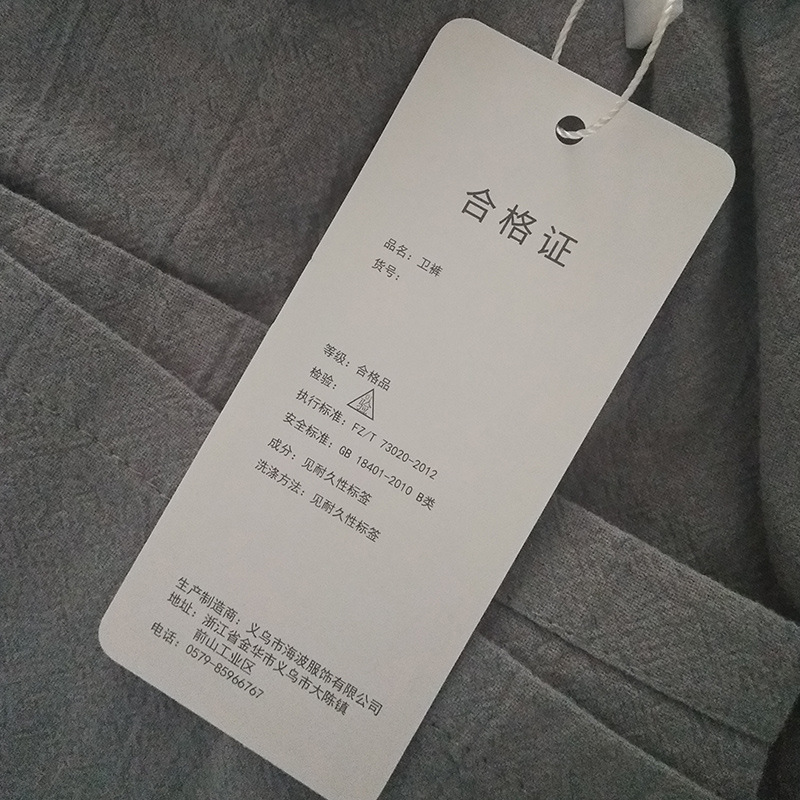 合格证
品名：卫裤
货号：
等级：合格品
检验：验
执行标准：FZ/T 73020-2012
安全标准：GB 18401-2010 B类
成分：见耐久性标签
洗涤方法：见耐久性标签
生产制造商：义乌市海波服饰有限公司
地址：浙江省金华市义乌市大陈镇
前山工业区
电话：0579-85966767